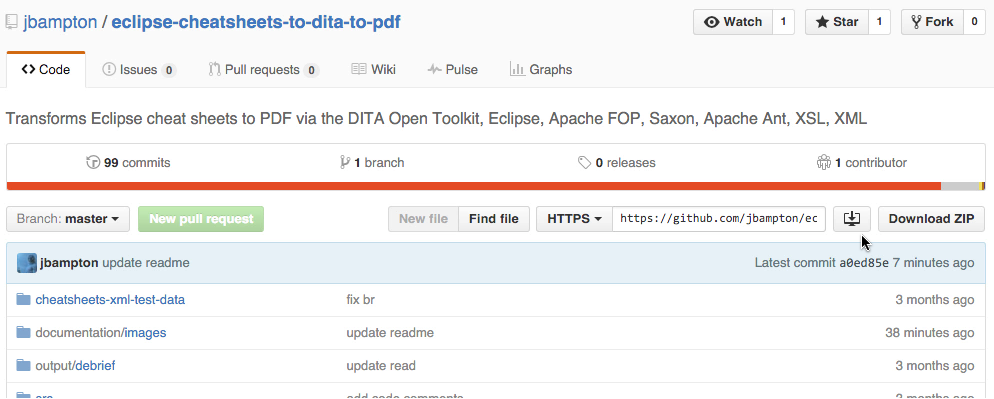 jbampton / eclipse-cheatsheets-to-dita-to-pdf
Watch 1 Star 1 Fork 0
Code Issues 0 Pull requests 0 Wiki Pulse Graphs
Transforms Eclipse cheat sheets to PDF via the DITA Open Toolkit, Eclipse, Apache FOP, Saxon, Apache Ant, XSL, XML
99 commits 1 branch 0 releases 1 contributor
Branch: master New pull request New file Find file HTTPS https://github.com/jbampton/ec Download ZIP
jbampton update readme Latest commit a0ed85e 7 minutes ago
cheatsheets-xml-test-data fix br 3 months ago
documentation/images update readme 38 minutes ago
output/debrief update read 3 months ago